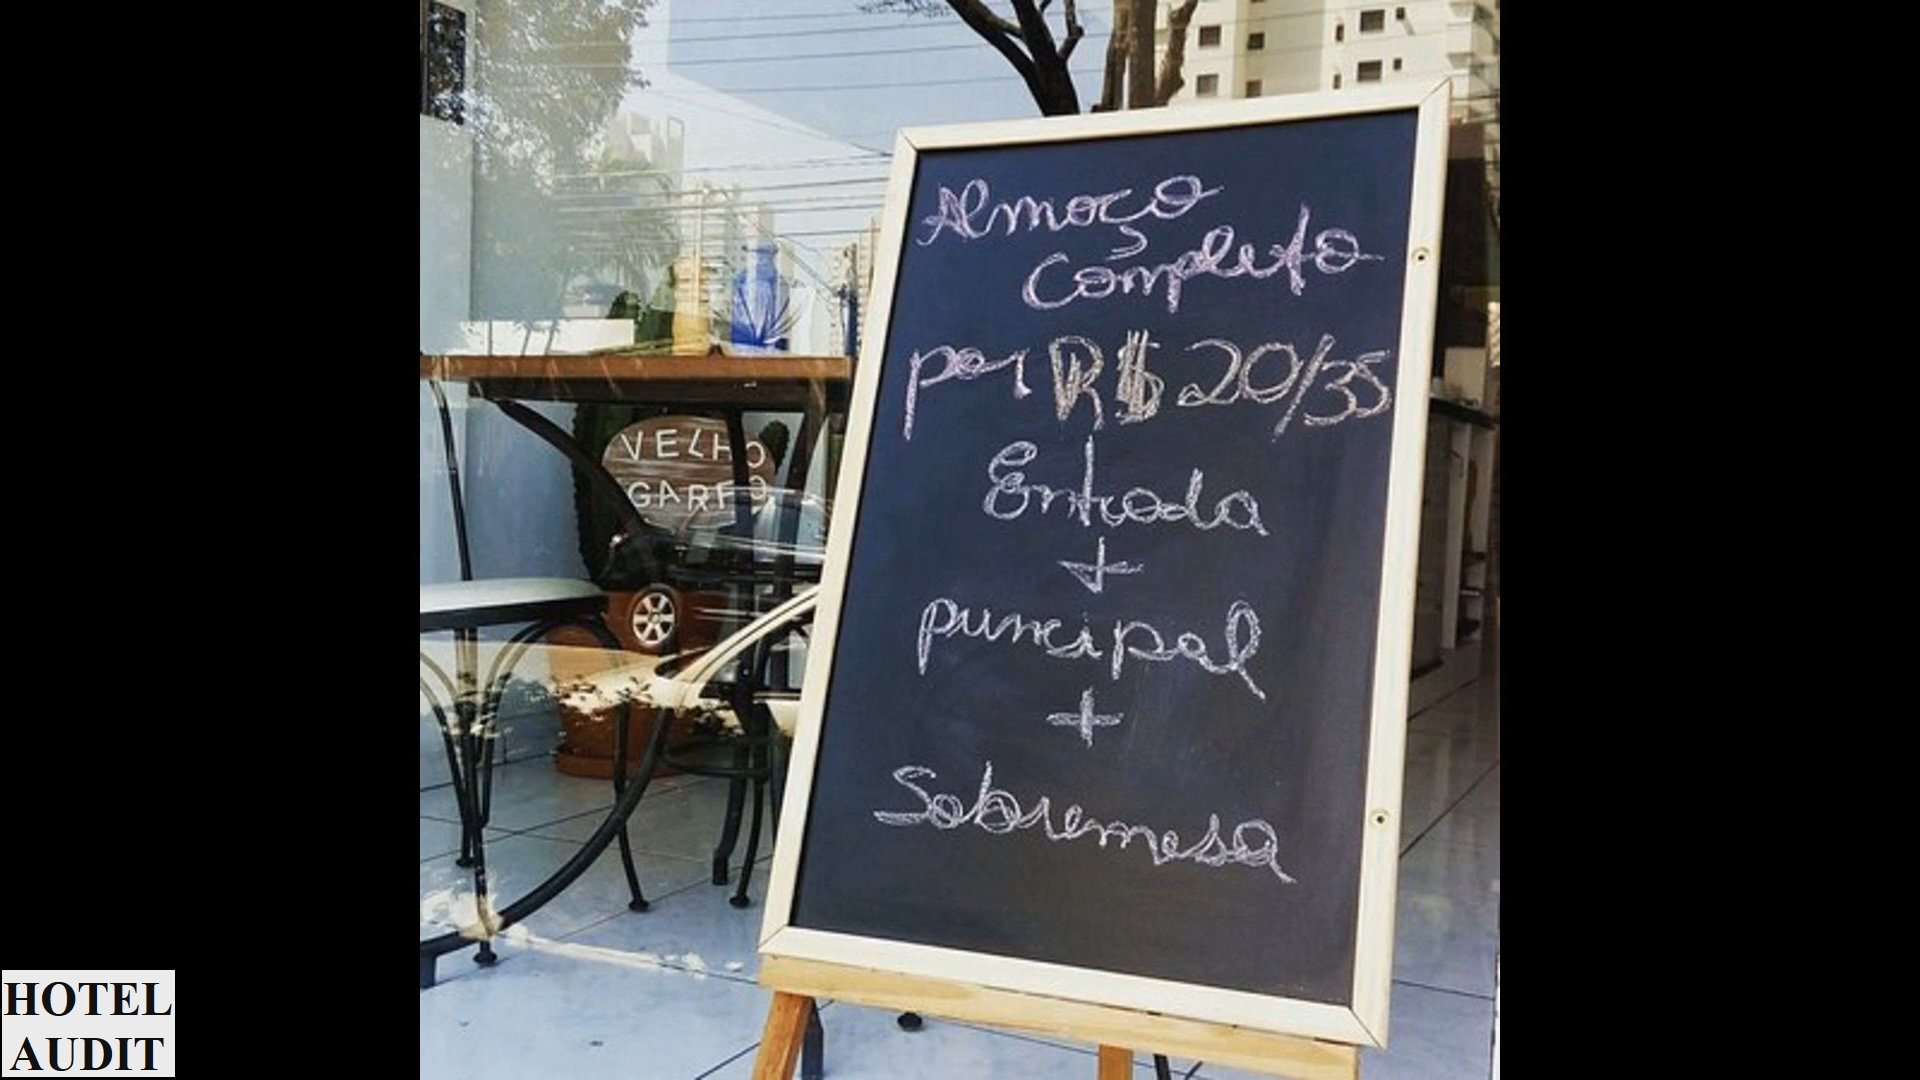 Almoço
completo
por R$ 20/35
Entrada
+
principal
+
Sobremesa
VELHO
GARFO
HOTEL
AUDIT